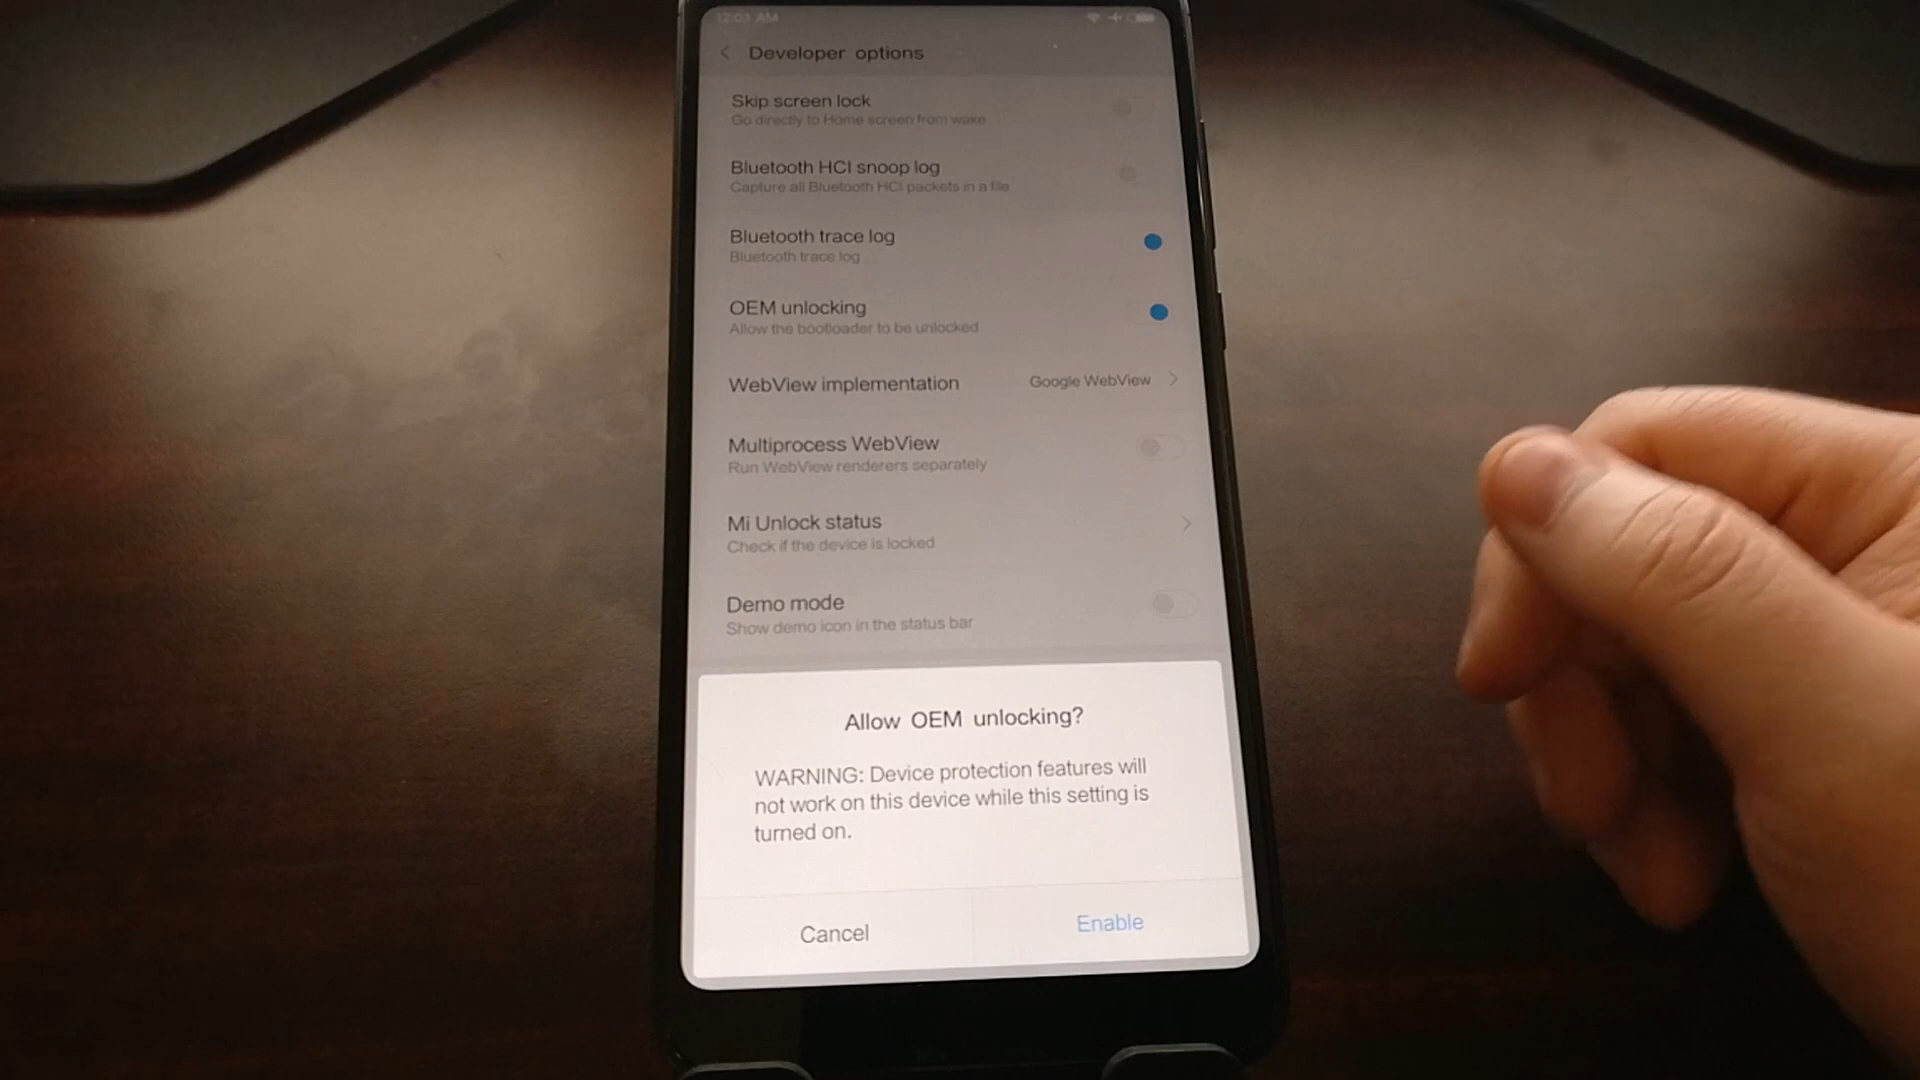 12:03 AM
Developer options
Skip screen lock
Go directly to Home screen from wake
Bluetooth HCI snoop log
Capture all Bluetooth HCI packets in a file
Bluetooth trace log
Bluetooth trace log
OEM unlocking
Allow the bootloader to be unlocked
WebView implementation Google WebView
Multiprocess WebView
Run WebView renderers separately
Mi Unlock status
Check if the device is locked
Demo mode
Show demo icon in the status bar
Allow OEM unlocking?
WARNING: Device protection features will
not work on this device while this setting is
turned on.
Cancel Enable